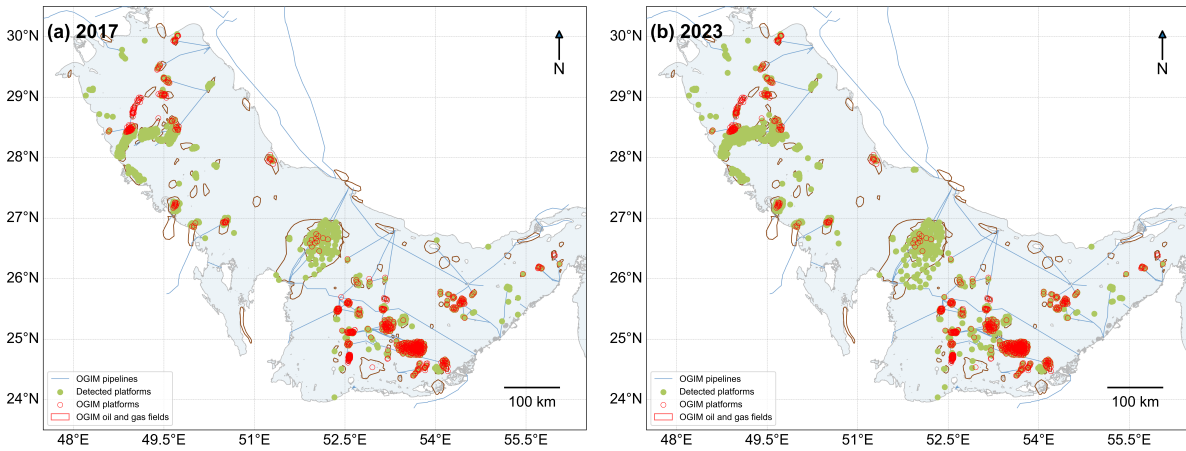 (a) 2017
30°N
29°N
28°N
27°N
26°N
25°N
24°N
N
OGIM pipelines
Detected platforms
OGIM platforms
OGIM oil and gas fields
100 km
48°E 49.5°E 51°E 52.5°E 54°E 55.5°E
(b) 2023
30°N
29°N
28°N
27°N
26°N
25°N
24°N
N
OGIM pipelines
Detected platforms
OGIM platforms
OGIM oil and gas fields
100 km
48°E 49.5°E 51°E 52.5°E 54°E 55.5°E